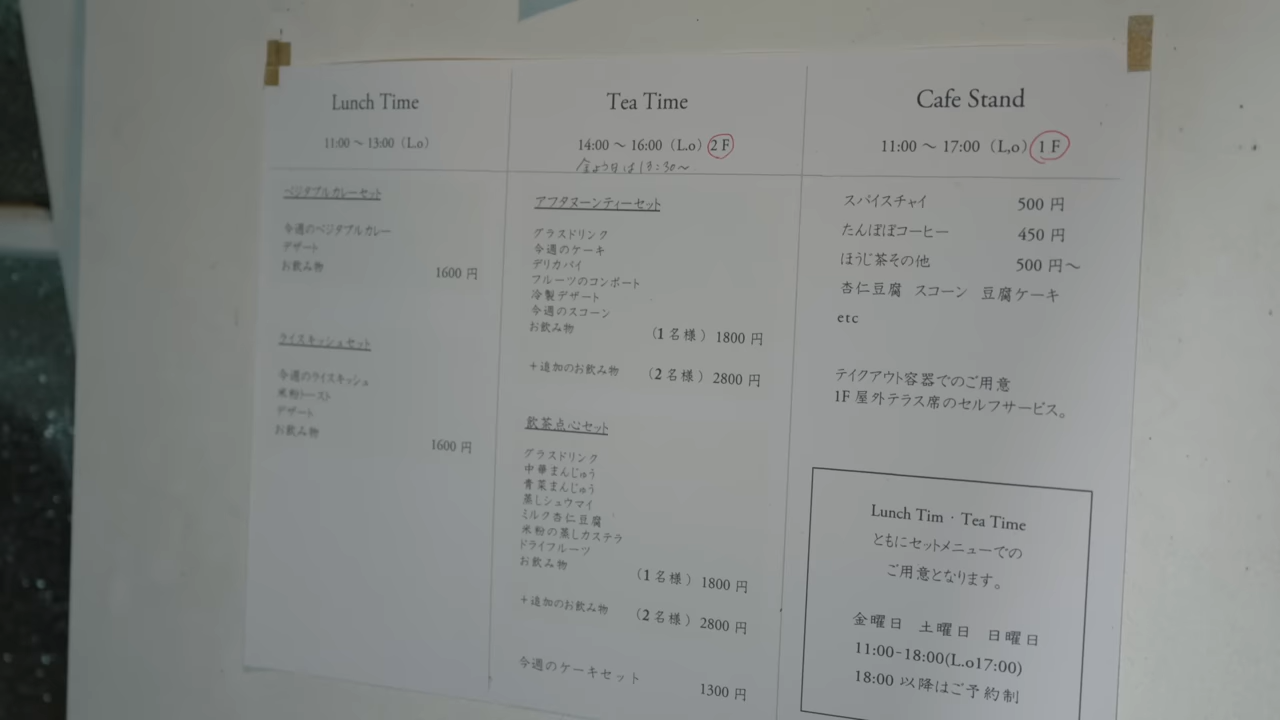 Lunch Time
11:00 ～ 13:00（L.o）
ベジタブルカレーセット
今週のベジタブルカレー
デザート
お飲み物
1600 円
ライスキッシュセット
今週のライスキッシュ
米粉トースト
デザート
お飲み物
1600 円
Tea Time
14:00 ～ 16:00（L.o）2 F
金よう日は13:30～
アフタヌーンティーセット
グラスドリンク
今週のケーキ
デリカパイ
フルーツのコンポート
冷製デザート
今週のスコーン
お飲み物 （1 名様）1800 円
＋追加のお飲み物 （2 名様）2800 円
飲茶点心セット
グラスドリンク
中華まんじゅう
青菜まんじゅう
蒸しシュウマイ
ミルク杏仁豆腐
米粉の蒸しカステラ
ドライフルーツ
お飲み物 （1 名様）1800 円
＋追加のお飲み物 （2 名様）2800 円
今週のケーキセット 1300 円
Cafe Stand
11:00 ～ 17:00（L,o）1 F
スパイスチャイ 500 円
たんぽぽコーヒー 450 円
ほうじ茶その他 500 円～
杏仁豆腐 スコーン 豆腐ケーキ
etc
テイクアウト容器でのご用意
1F 屋外テラス席のセルフサービス。
Lunch Tim・Tea Time
ともにセットメニューでの
ご用意となります。
金曜日 土曜日 日曜日
11:00-18:00(L.o17:00)
18:00 以降はご予約制